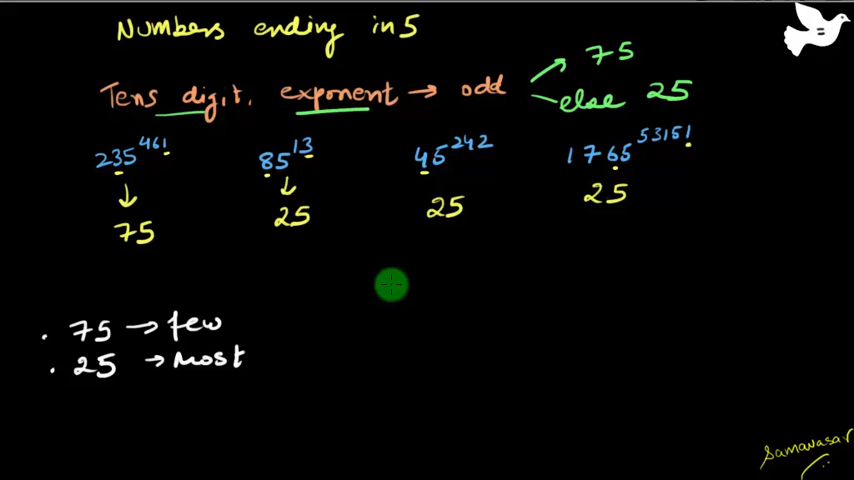 Numbers ending in 5
Tens digit, exponent → odd
75
else 25
235^461 85^13 45^242 1765^53151
75 25 25 25
. 75 → few
. 25 → most
Samavasar